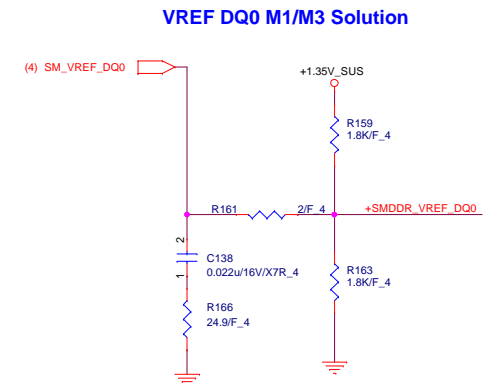 VREF DQ0 M1/M3 Solution
(4) SM_VREF_DQ0
+1.35V_SUS
R159
1.8K/F_4
R161 2/F_4 +SMDDR_VREF_DQ0
2
C138
0.022u/16V/X7R_4
1
R163
1.8K/F_4
R166
24.9/F_4